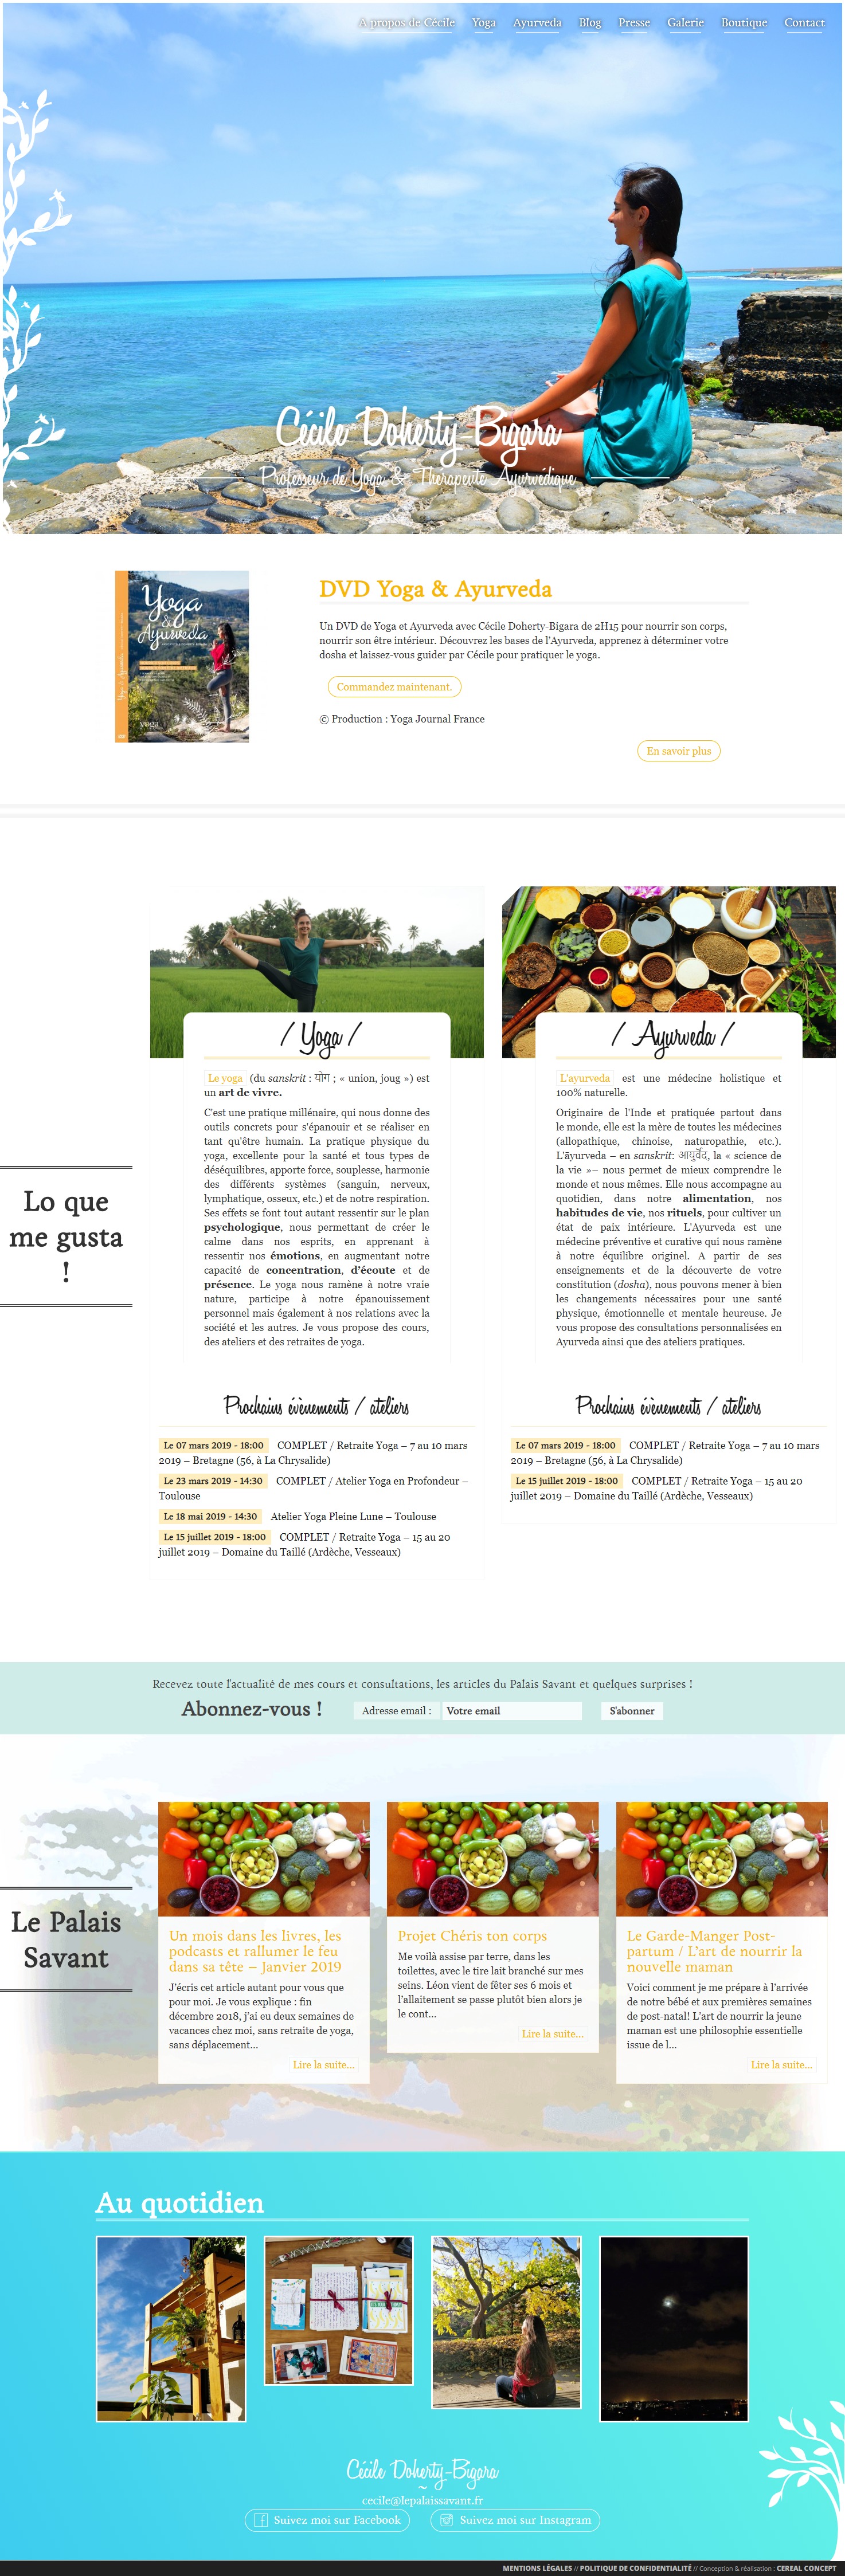 A propos de Cécile Yoga Ayurveda Blog Presse Galerie Boutique Contact
Cécile Doherty-Bigara
Professeur de Yoga & Thérapeute Ayurvédique
Yoga
&
Ayurveda
yoga
DVD Yoga & Ayurveda
Un DVD de Yoga et Ayurveda avec Cécile Doherty-Bigara de 2H15 pour nourrir son corps,
nourrir son être intérieur. Découvrez les bases de l'Ayurveda, apprenez à déterminer votre
dosha et laissez-vous guider par Cécile pour pratiquer le yoga.
Commandez maintenant.
© Production : Yoga Journal France
En savoir plus
Lo que
me gusta
!
/ Yoga /
Le yoga (du sanskrit : योग ; « union, joug ») est
un art de vivre.
C'est une pratique millénaire, qui nous donne des
outils concrets pour s'épanouir et se réaliser en
tant qu'être humain. La pratique physique du
yoga, excellente pour la santé et tous types de
déséquilibres, apporte force, souplesse, harmonie
des différents systèmes (sanguin, nerveux,
lymphatique, osseux, etc.) et de notre respiration.
Ses effets se font tout autant ressentir sur le plan
psychologique, nous permettant de créer le
calme dans nos esprits, en apprenant à
ressentir nos émotions, en augmentant notre
capacité de concentration, d'écoute et de
présence. Le yoga nous ramène à notre vraie
nature, participe à notre épanouissement
personnel mais également à nos relations avec la
société et les autres. Je vous propose des cours,
des ateliers et des retraites de yoga.
Prochains évènements / ateliers
Le 07 mars 2019 - 18:00 COMPLET / Retraite Yoga – 7 au 10 mars
2019 – Bretagne (56, à La Chrysalide)
Le 23 mars 2019 - 14:30 COMPLET / Atelier Yoga en Profondeur –
Toulouse
Le 18 mai 2019 - 14:30 Atelier Yoga Pleine Lune – Toulouse
Le 15 juillet 2019 - 18:00 COMPLET / Retraite Yoga – 15 au 20
juillet 2019 – Domaine du Taillé (Ardèche, Vesseaux)
/ Ayurveda /
L'ayurveda est une médecine holistique et
100% naturelle.
Originaire de l'Inde et pratiquée partout dans
le monde, elle est la mère de toutes les médecines
(allopathique, chinoise, naturopathie, etc.).
L'āyurveda – en sanskrit: आयुर्वेद, la « science de
la vie »– nous permet de mieux comprendre le
monde et nous mêmes. Elle nous accompagne au
quotidien, dans notre alimentation, nos
habitudes de vie, nos rituels, pour cultiver un
état de paix intérieure. L'Ayurveda est une
médecine préventive et curative qui nous ramène
à notre équilibre originel. A partir de ses
enseignements et de la découverte de votre
constitution (dosha), nous pouvons mener à bien
les changements nécessaires pour une santé
physique, émotionnelle et mentale heureuse. Je
vous propose des consultations personnalisées en
Ayurveda ainsi que des ateliers pratiques.
Prochains évènements / ateliers
Le 07 mars 2019 - 18:00 COMPLET / Retraite Yoga – 7 au 10 mars
2019 – Bretagne (56, à La Chrysalide)
Le 15 juillet 2019 - 18:00 COMPLET / Retraite Yoga – 15 au 20
juillet 2019 – Domaine du Taillé (Ardèche, Vesseaux)
Recevez toute l'actualité de mes cours et consultations, les articles du Palais Savant et quelques surprises !
Abonnez-vous ! Adresse email : Votre email S'abonner
Le Palais
Savant
Un mois dans les livres, les
podcasts et rallumer le feu
dans sa tête – Janvier 2019
J'écris cet article autant pour vous que
pour moi. Je vous explique : fin
décembre 2018, j'ai eu deux semaines de
vacances chez moi, sans retraite de yoga,
sans déplacement...
Lire la suite...
Projet Chéris ton corps
Me voilà assise par terre, dans les
toilettes, avec le tire lait branché sur mes
seins. Léon vient de fêter ses 6 mois et
l'allaitement se passe plutôt bien alors je
le cont...
Lire la suite...
Le Garde-Manger Post-
partum / L'art de nourrir la
nouvelle maman
Voici comment je me prépare à l'arrivée
de notre bébé et aux premières semaines
de post-natal! L'art de nourrir la jeune
maman est une philosophie essentielle
issue de l...
Lire la suite...
Au quotidien
Cécile Doherty-Bigara
~
cecile@lepalaissavant.fr
Suivez moi sur Facebook Suivez moi sur Instagram
MENTIONS LÉGALES // POLITIQUE DE CONFIDENTIALITÉ // Conception & réalisation : CEREAL CONCEPT